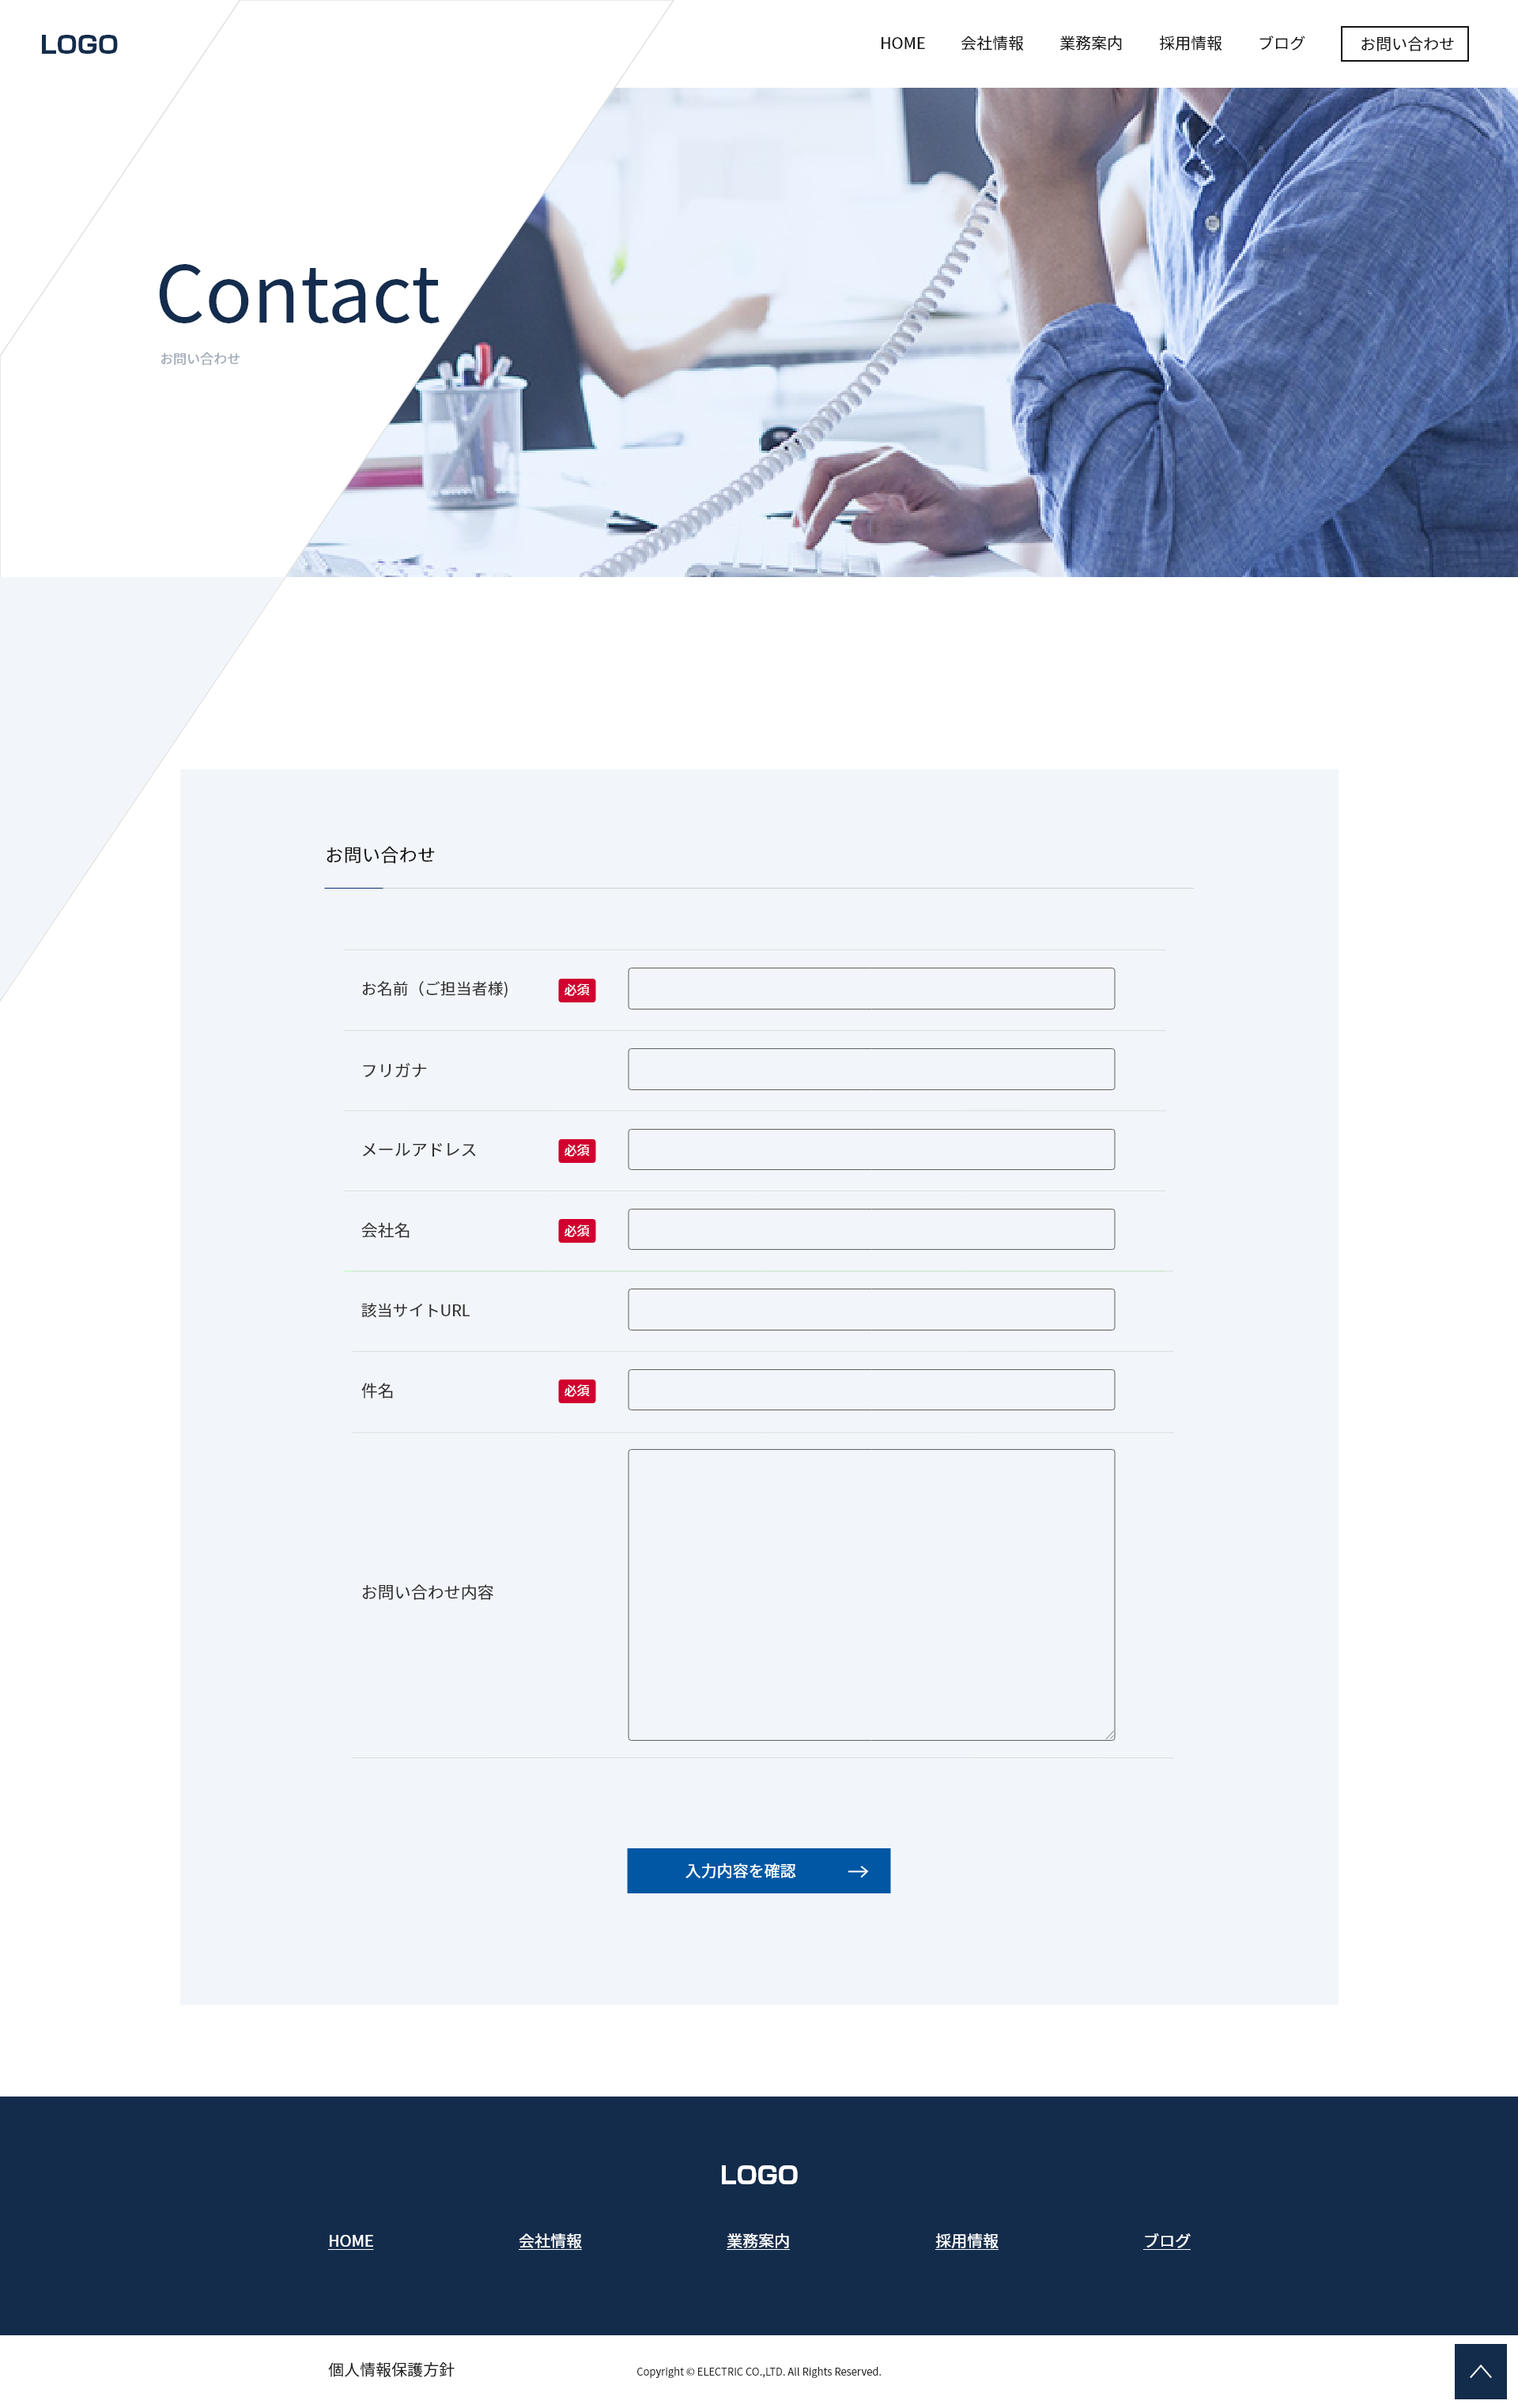 LOGO
HOME 会社情報 業務案内 採用情報 ブログ お問い合わせ
Contact
お問い合わせ
お問い合わせ
お名前（ご担当者様) 必須
フリガナ
メールアドレス 必須
会社名 必須
該当サイトURL
件名 必須
お問い合わせ内容
入力内容を確認
LOGO
HOME 会社情報 業務案内 採用情報 ブログ
個人情報保護方針 Copyright © ELECTRIC CO.,LTD. All Rights Reserved.